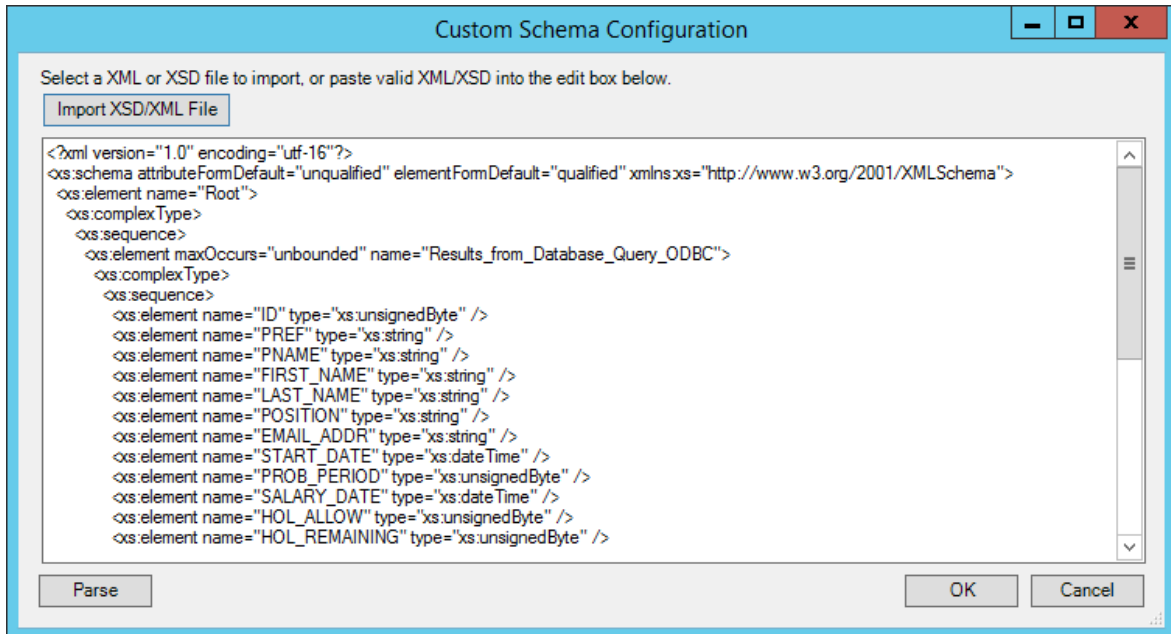 Custom Schema Configuration
Select a XML or XSD file to import, or paste valid XML/XSD into the edit box below.
Import XSD/XML File
<?xml version="1.0" encoding="utf-16"?>
<xs:schema attributeFormDefault="unqualified" elementFormDefault="qualified" xmlns:xs="http://www.w3.org/2001/XMLSchema">
<xs:element name="Root">
<xs:complexType>
<xs:sequence>
<xs:element maxOccurs="unbounded" name="Results_from_Database_Query_ODBC">
<xs:complexType>
<xs:sequence>
<xs:element name="ID" type="xs:unsignedByte" />
<xs:element name="PREF" type="xs:string" />
<xs:element name="PNAME" type="xs:string" />
<xs:element name="FIRST_NAME" type="xs:string" />
<xs:element name="LAST_NAME" type="xs:string" />
<xs:element name="POSITION" type="xs:string" />
<xs:element name="EMAIL_ADDR" type="xs:string" />
<xs:element name="START_DATE" type="xs:dateTime" />
<xs:element name="PROB_PERIOD" type="xs:unsignedByte" />
<xs:element name="SALARY_DATE" type="xs:dateTime" />
<xs:element name="HOL_ALLOW" type="xs:unsignedByte" />
<xs:element name="HOL_REMAINING" type="xs:unsignedByte" />
Parse
OK
Cancel